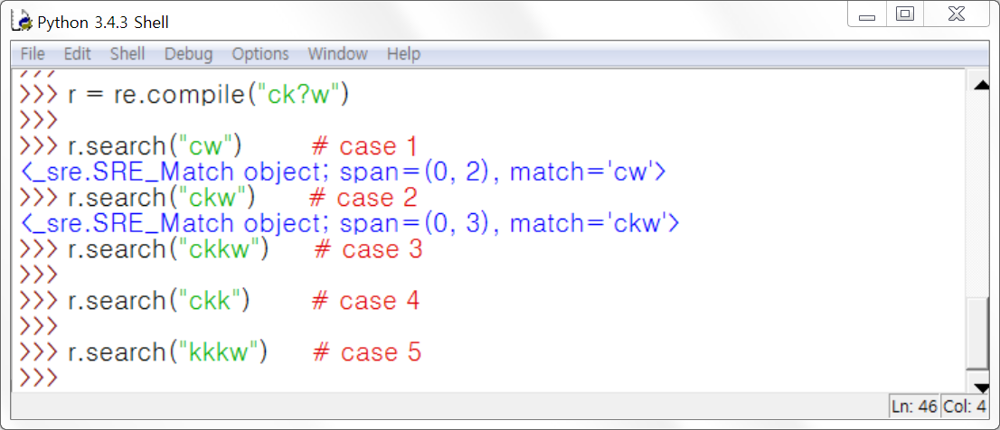 Python 3.4.3 Shell
File Edit Shell Debug Options Window Help
>>>
>>> r = re.compile("ck?w")
>>>
>>> r.search("cw")        # case 1
<_sre.SRE_Match object; span=(0, 2), match='cw'>
>>> r.search("ckw")      # case 2
<_sre.SRE_Match object; span=(0, 3), match='ckw'>
>>> r.search("ckkw")     # case 3
>>>
>>> r.search("ckk")       # case 4
>>>
>>> r.search("kkkw")     # case 5
>>>
Ln: 46 Col: 4